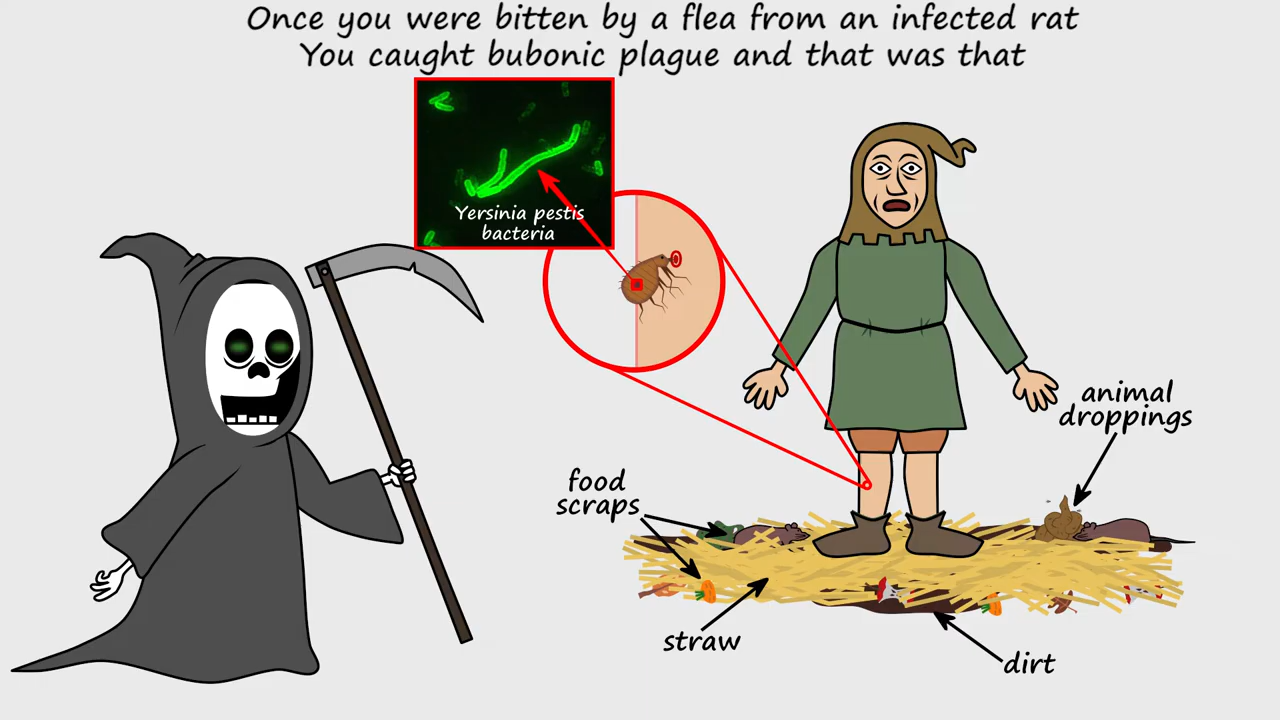 Once you were bitten by a flea from an infected rat
You caught bubonic plague and that was that
Yersinia pestis
bacteria
animal
droppings
food
scraps
straw
dirt